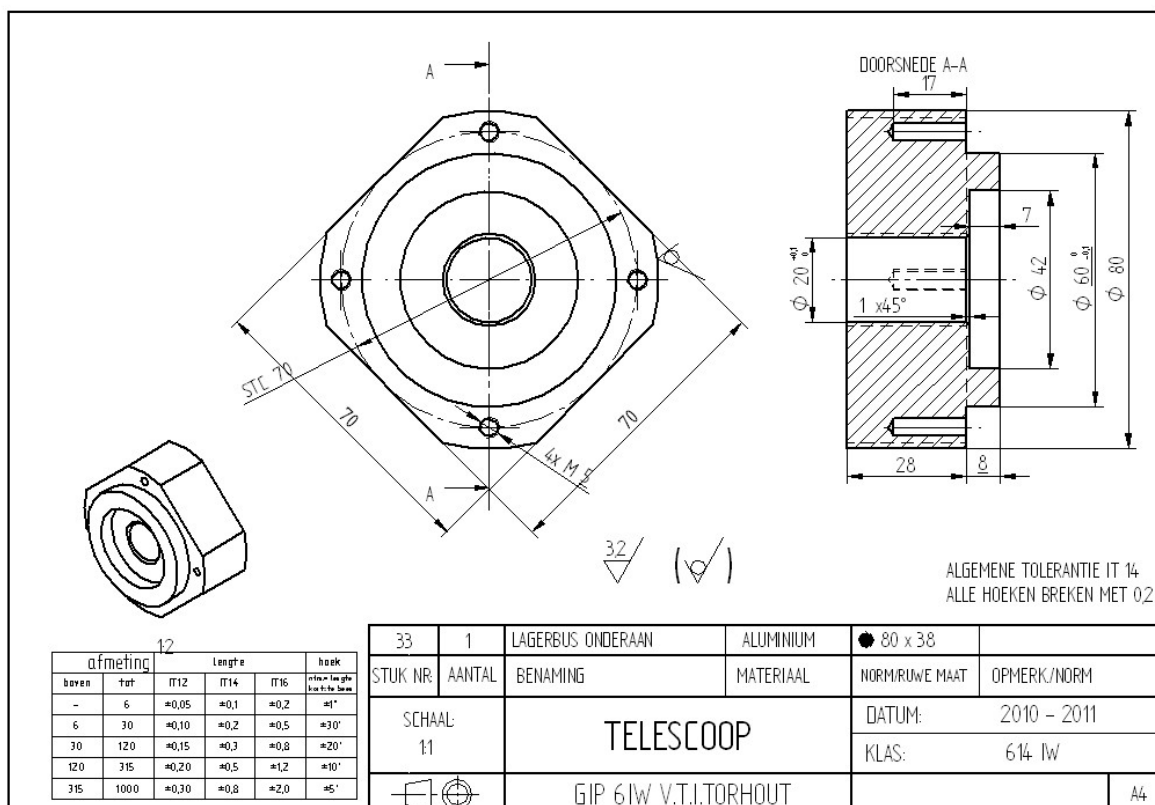 A
STC 70
70
70
4x M 5
A
DOORSNEDE A-A
17
7
Φ 20 +0,1 0
1 x45°
Φ 42
Φ 60 0 -0,1
Φ 80
28
8
3,2
ALGEMENE TOLERANTIE IT 14
ALLE HOEKEN BREKEN MET 0,2
1:2
afmeting lengte hoek
boven tot IT12 IT14 IT16
- 6 ±0,05 ±0,1 ±0,2 ±1°
6 30 ±0,10 ±0,2 ±0,5 ±30'
30 120 ±0,15 ±0,3 ±0,8 ±20'
120 315 ±0,20 ±0,5 ±1,2 ±10'
315 1000 ±0,30 ±0,8 ±2,0 ±5'
33 1 LAGERBUS ONDERAAN ALUMINIUM 80 x 38
STUK NR: AANTAL BENAMING MATERIAAL NORM/RUWE MAAT OPMERK/NORM
SCHAAL:
1:1
TELESCOOP
DATUM: 2010 - 2011
KLAS: 614 IW
GIP 6IW V.T.I.TORHOUT
A4